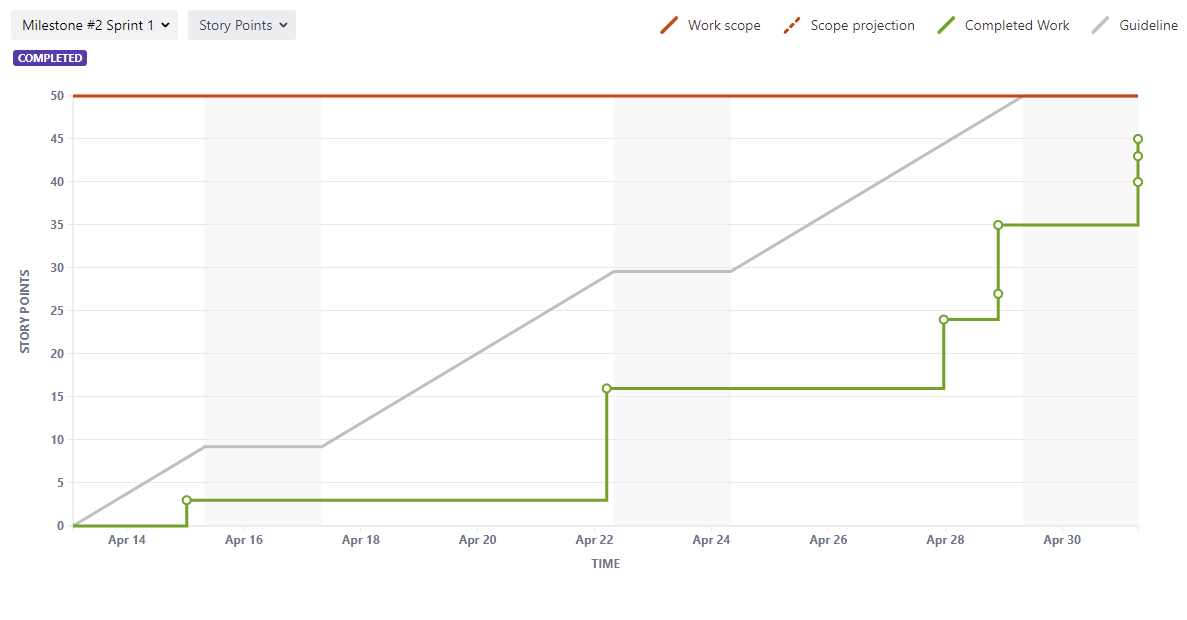 Milestone #2 Sprint 1 Story Points Work scope Scope projection Completed Work Guideline
COMPLETED
50
45
40
35
30
25
20
15
10
5
0
STORY POINTS
Apr 14 Apr 16 Apr 18 Apr 20 Apr 22 Apr 24 Apr 26 Apr 28 Apr 30
TIME